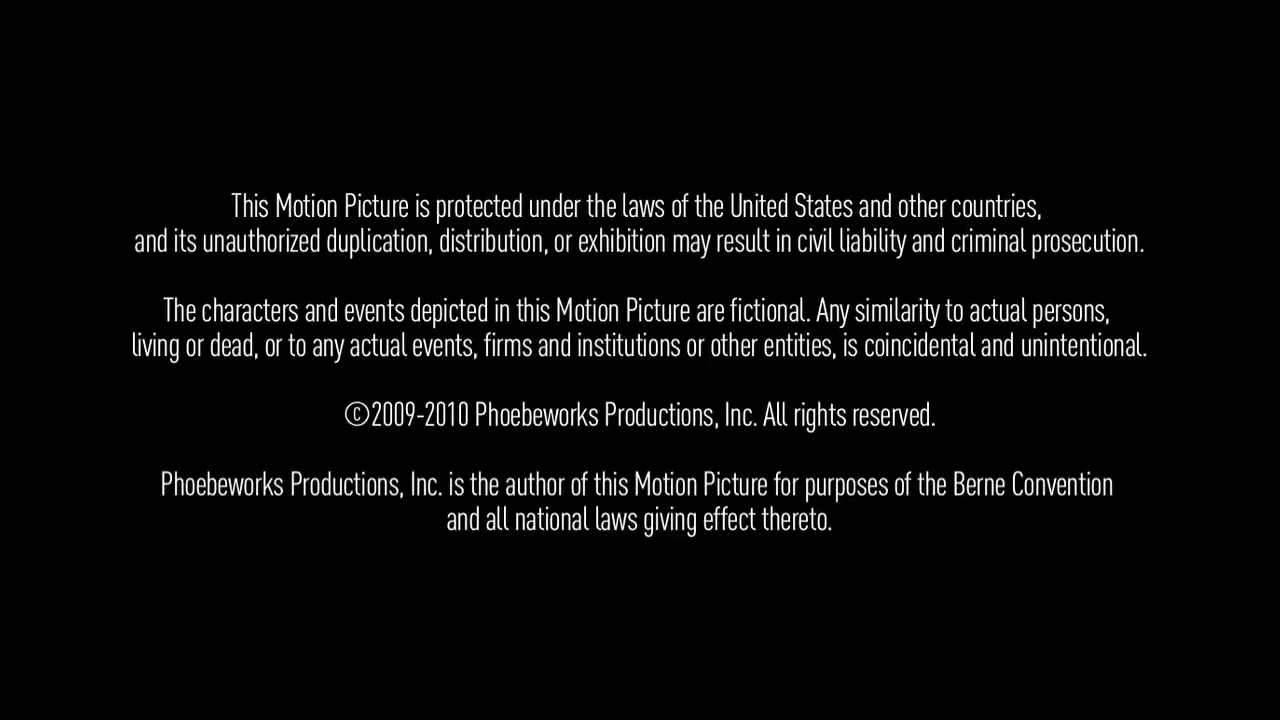 This Motion Picture is protected under the laws of the United States and other countries,
and its unauthorized duplication, distribution, or exhibition may result in civil liability and criminal prosecution.
The characters and events depicted in this Motion Picture are fictional. Any similarity to actual persons,
living or dead, or to any actual events, firms and institutions or other entities, is coincidental and unintentional.
©2009-2010 Phoebeworks Productions, Inc. All rights reserved.
Phoebeworks Productions, Inc. is the author of this Motion Picture for purposes of the Berne Convention
and all national laws giving effect thereto.